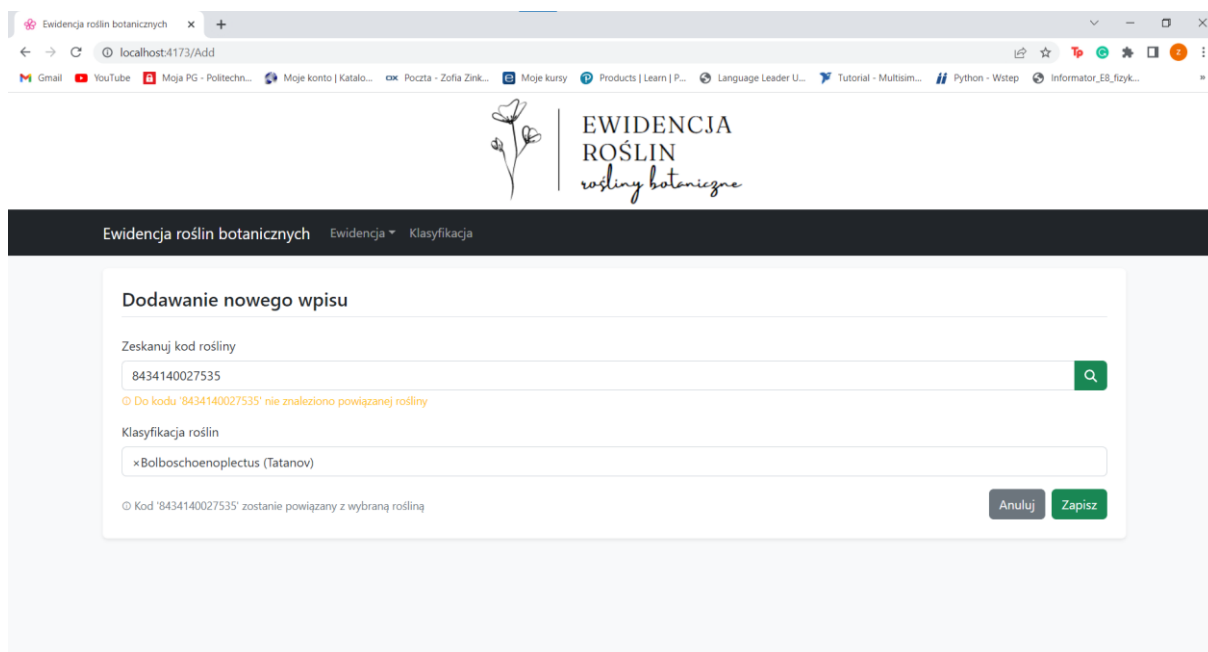 Ewidencja roślin botanicznych
localhost:4173/Add
Tp
G
z
Gmail
YouTube
Moja PG - Politechn...
Moje konto | Katalo...
Poczta - Zofia Zink...
Moje kursy
Products | Learn | P...
Language Leader U...
Tutorial - Multisim...
Python - Wstep
Informator_E8_fizyk...
»
EWIDENCJA
ROŚLIN
rośliny botaniczne
Ewidencja roślin botanicznych Ewidencja Klasyfikacja
Dodawanie nowego wpisu
Zeskanuj kod rośliny
8434140027535
Do kodu '8434140027535' nie znaleziono powiązanej rośliny
Klasyfikacja roślin
×Bolboschoenoplectus (Tatanov)
Kod '8434140027535' zostanie powiązany z wybraną rośliną
Anuluj Zapisz